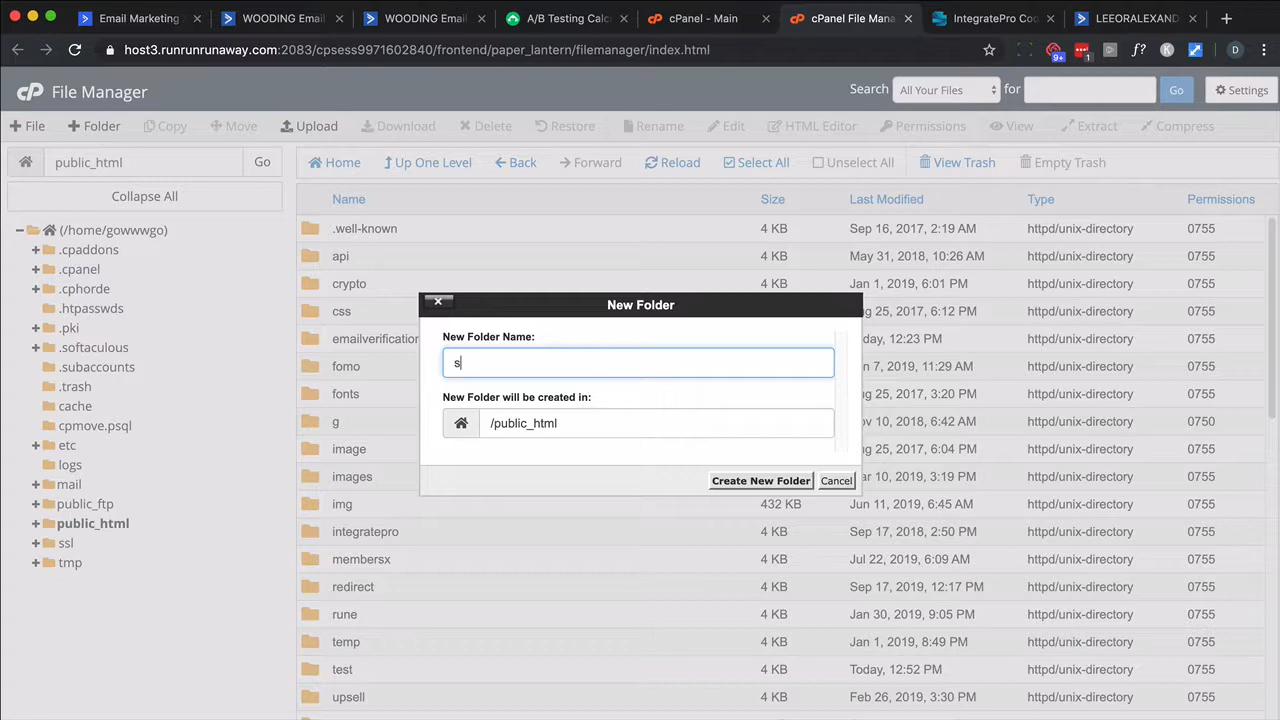 Email Marketing
WOODING Email
WOODING Email
A/B Testing Calc
cPanel - Main
cPanel File Mana
IntegratePro Co
LEEORALEXAND
host3.runrunrunaway.com:2083/cpsess9971602840/frontend/paper_lantern/filemanager/index.html
9+
1
f?
K
D
cP File Manager
Search All Your Files for Go Settings
File Folder Copy Move Upload Download Delete Restore Rename Edit HTML Editor Permissions View Extract Compress
public_html Go
Home Up One Level Back Forward Reload Select All Unselect All View Trash Empty Trash
Collapse All
(/home/gowwwgo)
.cpaddons
.cpanel
.cphorde
.htpasswds
.pki
.softaculous
.subaccounts
.trash
cache
cpmove.psql
etc
logs
mail
public_ftp
public_html
ssl
tmp
Name Size Last Modified Type Permissions
.well-known 4 KB Sep 16, 2017, 2:19 AM httpd/unix-directory 0755
api 4 KB May 31, 2018, 10:26 AM httpd/unix-directory 0755
crypto 4 KB Jan 1, 2019, 6:01 PM httpd/unix-directory 0755
css ug 25, 2017, 6:04 PM httpd/unix-directory 0755
emailverification day, 12:23 PM httpd/unix-directory 0755
fomo n 7, 2019, 11:29 AM httpd/unix-directory 0755
fonts ug 25, 2017, 6:04 PM httpd/unix-directory 0755
g ov 10, 2018, 6:42 AM httpd/unix-directory 0750
image ug 25, 2017, 6:04 PM httpd/unix-directory 0755
images ar 10, 2019, 3:19 PM httpd/unix-directory 0755
img 432 KB Jun 11, 2019, 6:45 AM httpd/unix-directory 0755
integratepro 4 KB Sep 17, 2018, 2:50 PM httpd/unix-directory 0755
membersx 4 KB Jul 22, 2019, 6:09 AM httpd/unix-directory 0755
redirect 4 KB Sep 17, 2019, 12:17 PM httpd/unix-directory 0755
rune 4 KB Jan 30, 2019, 9:05 PM httpd/unix-directory 0755
temp 4 KB Jan 1, 2019, 8:49 PM httpd/unix-directory 0755
test 4 KB Today, 12:52 PM httpd/unix-directory 0755
upsell 4 KB Feb 26, 2019, 3:30 PM httpd/unix-directory 0755
New Folder
New Folder Name:
s
New Folder will be created in:
/public_html
Create New Folder Cancel